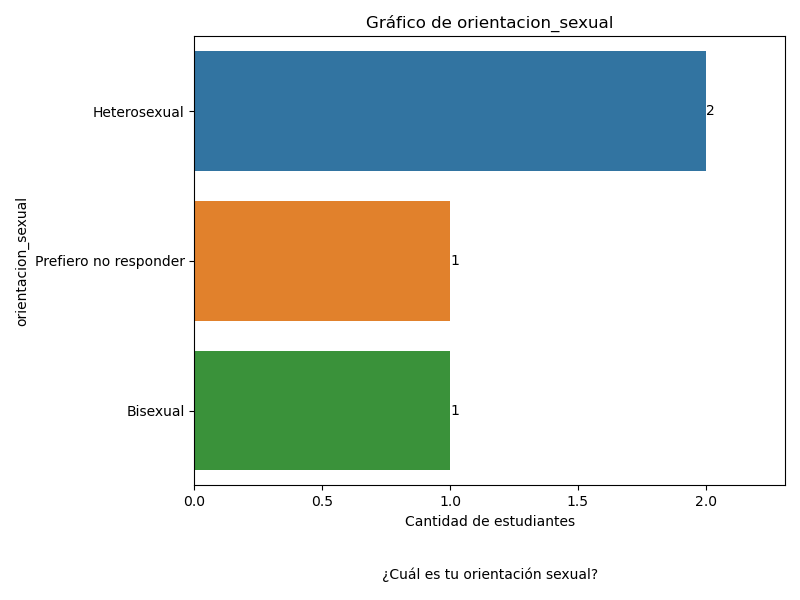 Gráfico de orientacion_sexual
orientacion_sexual
Heterosexual
2
Prefiero no responder
1
Bisexual
1
0.0 0.5 1.0 1.5 2.0
Cantidad de estudiantes
¿Cuál es tu orientación sexual?